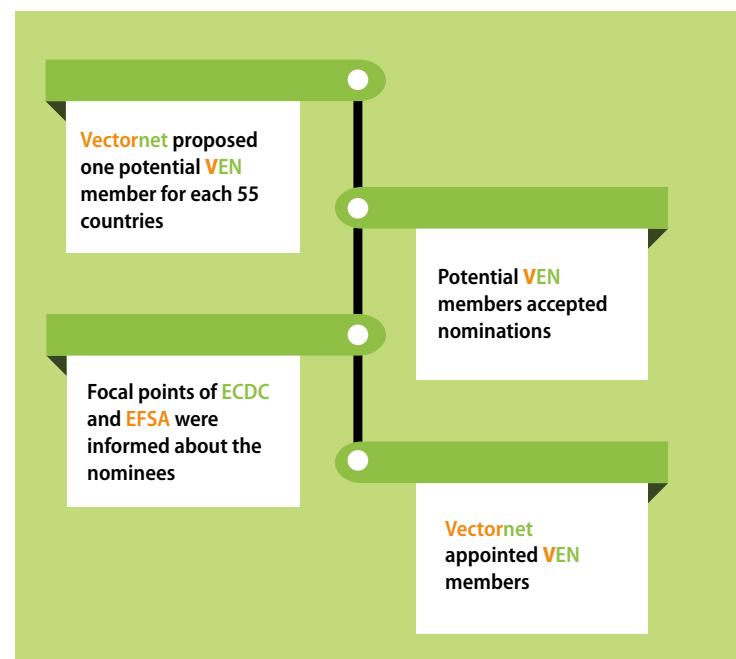 Vectornet proposed
one potential VEN
member for each 55
countries
Potential VEN
members accepted
nominations
Focal points of ECDC
and EFSA were
informed about the
nominees
Vectornet
appointed VEN
members